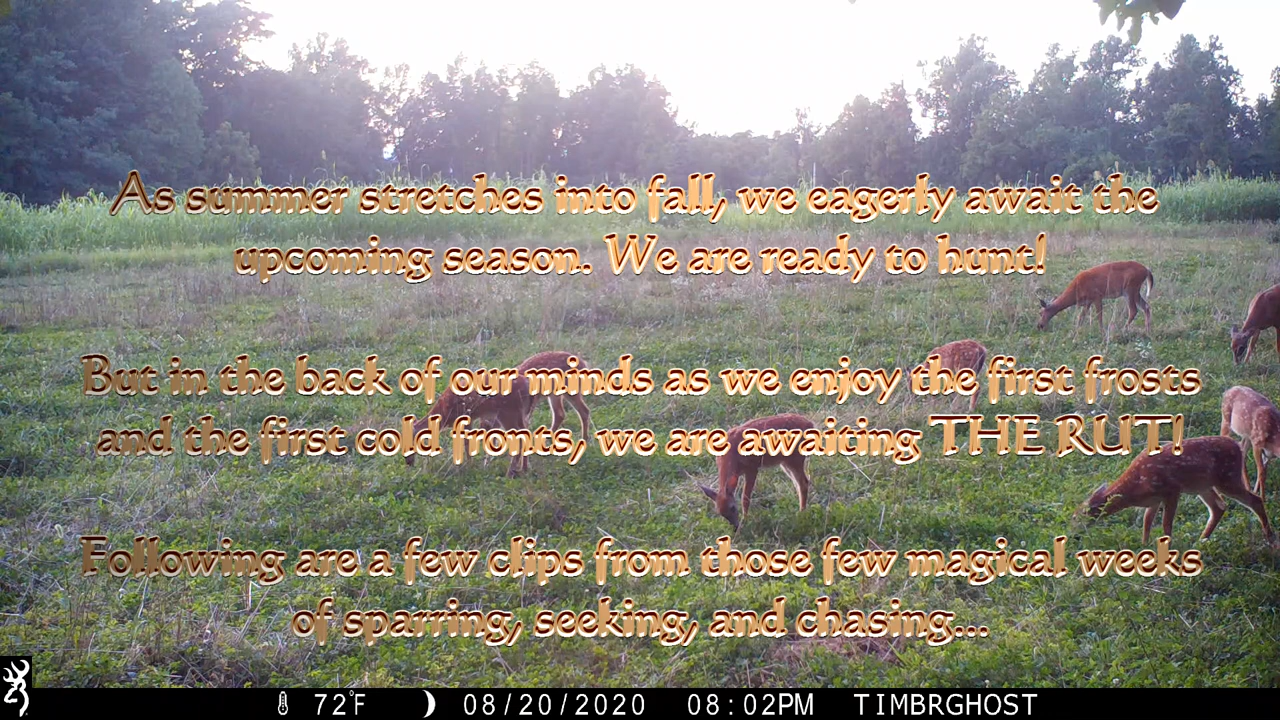 As summer stretches into fall, we eagerly await the
upcoming season. We are ready to hunt!
But in the back of our minds as we enjoy the first frosts
and the first cold fronts, we are awaiting THE RUT!
Following are a few clips from those few magical weeks
of sparring, seeking, and chasing...
72°F 08/20/2020 08:02PM TIMBRGHOST